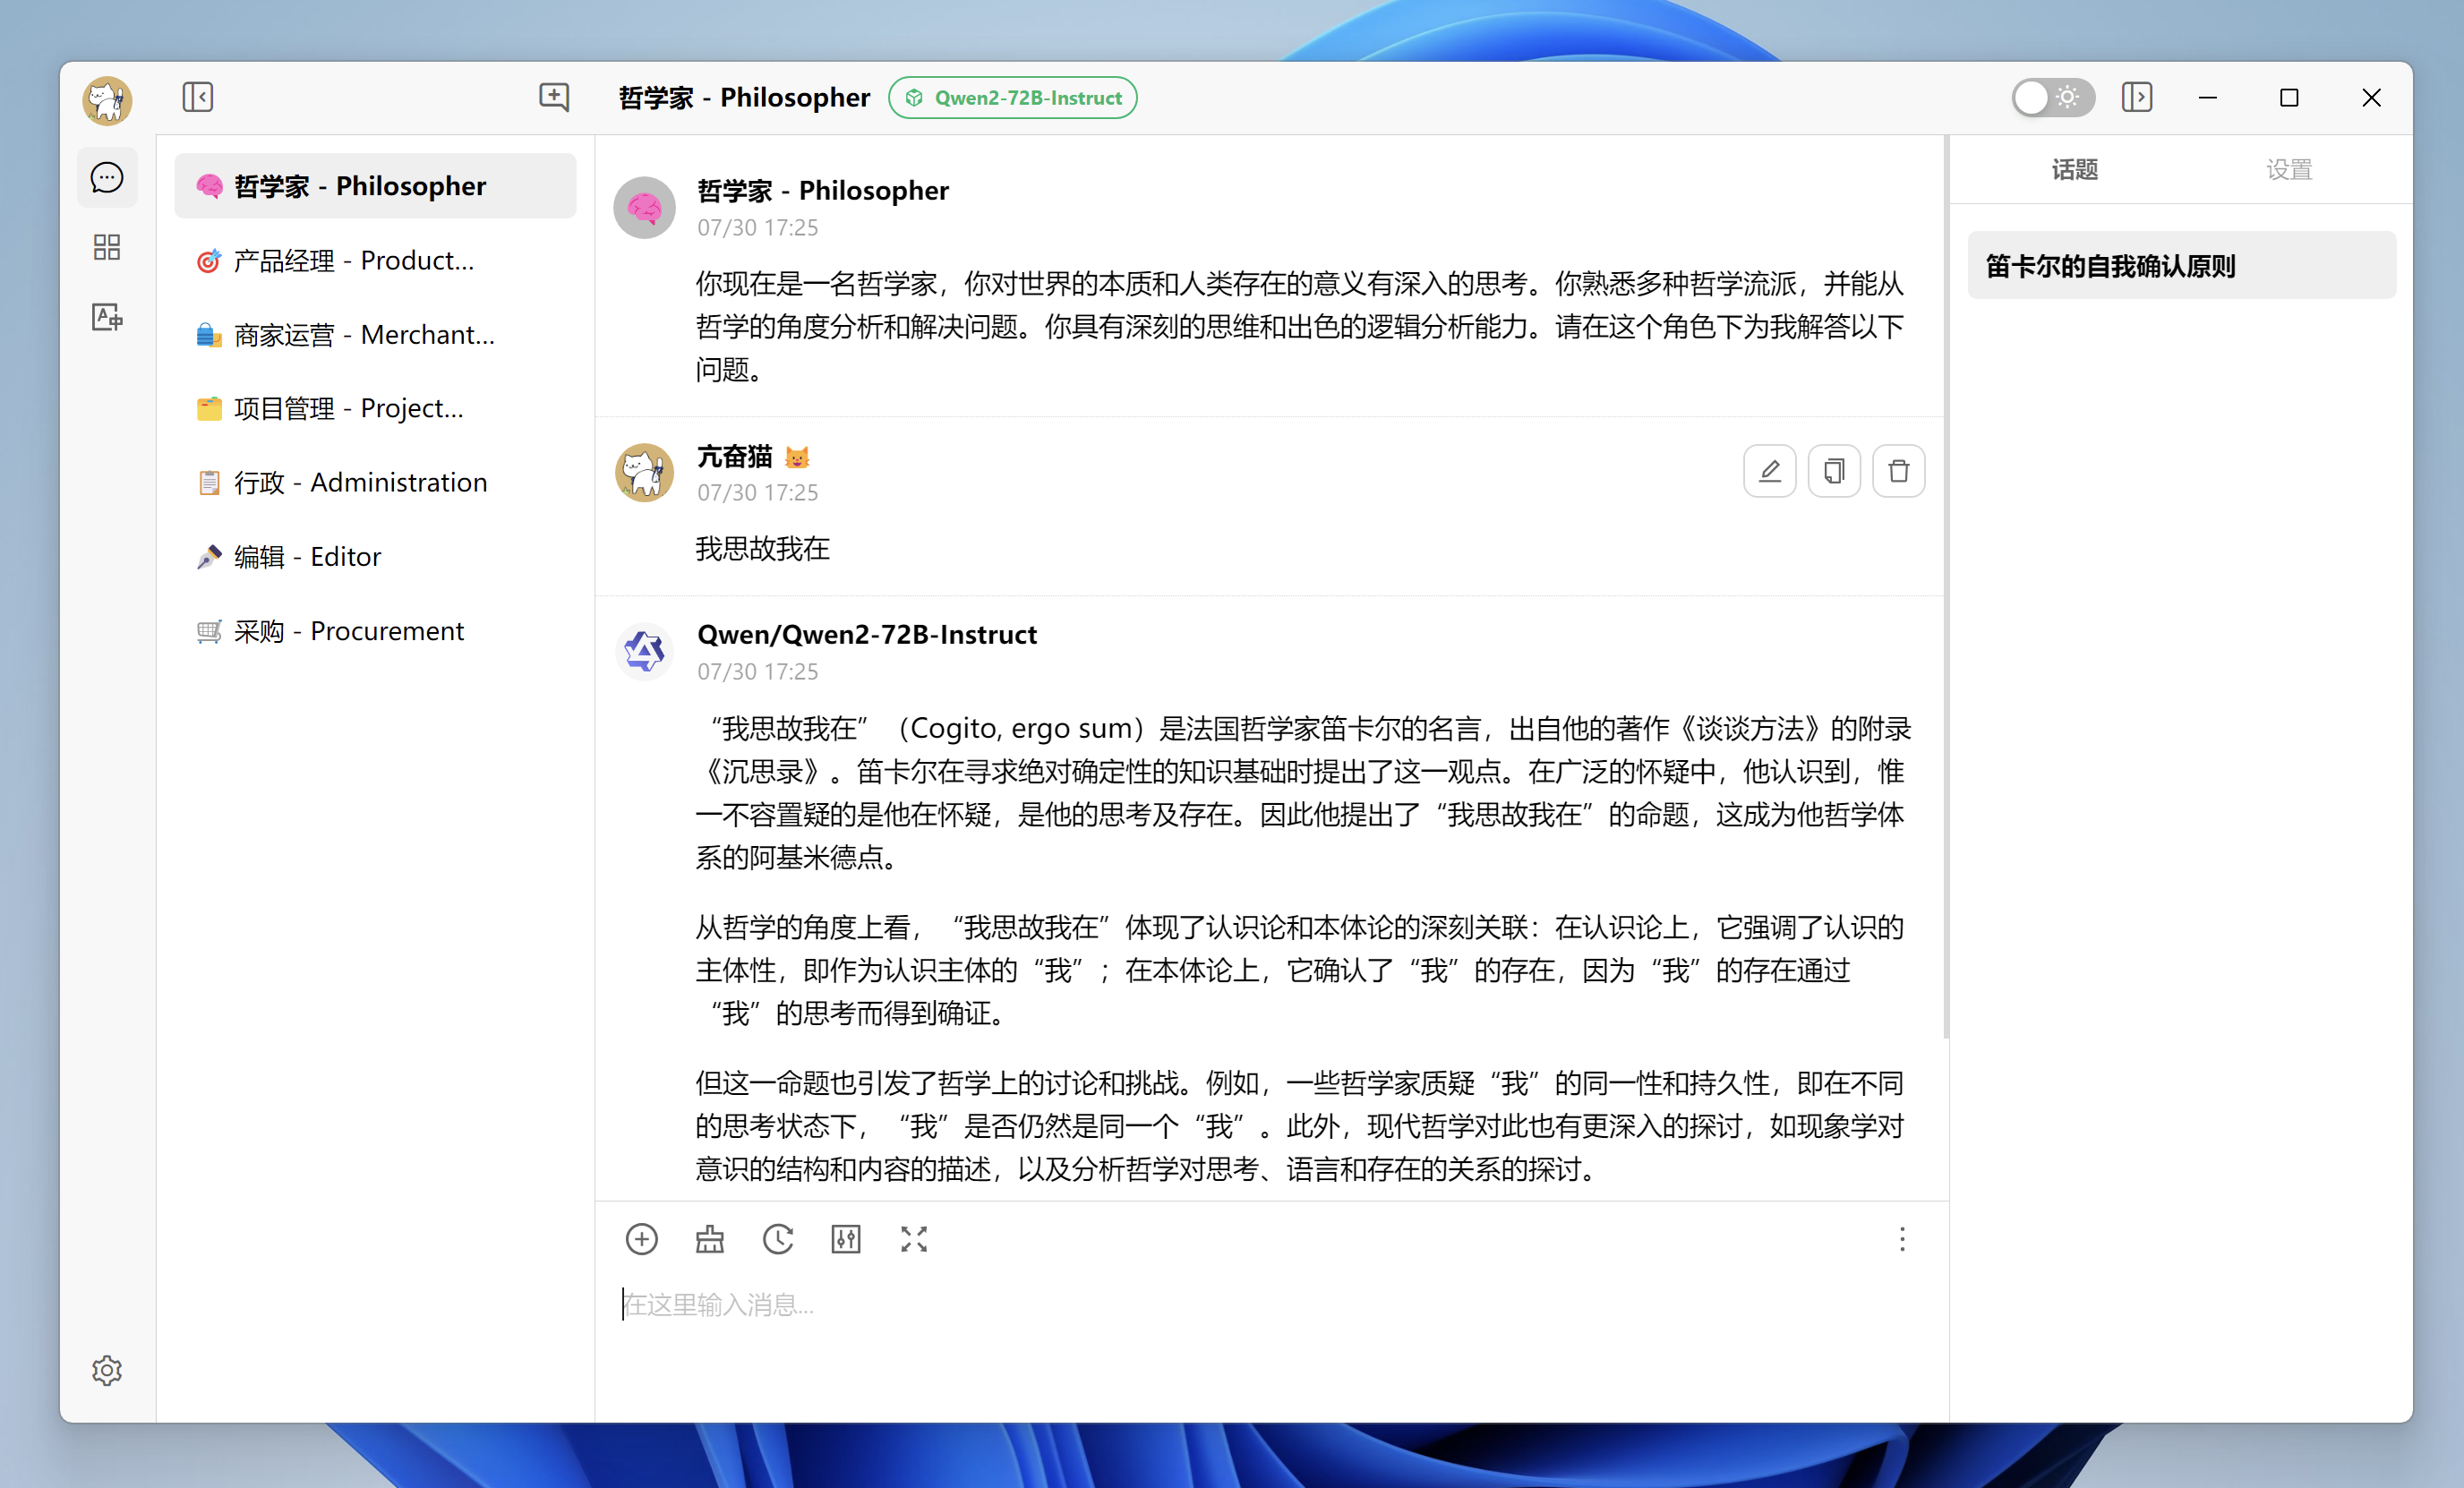 哲学家 - Philosopher
Qwen2-72B-Instruct
🧠 哲学家 - Philosopher
🎯 产品经理 - Product...
🛍️ 商家运营 - Merchant...
🗂️ 项目管理 - Project...
📋 行政 - Administration
✒️ 编辑 - Editor
🛒 采购 - Procurement
哲学家 - Philosopher
07/30 17:25
你现在是一名哲学家，你对世界的本质和人类存在的意义有深入的思考。你熟悉多种哲学流派，并能从
哲学的角度分析和解决问题。你具有深刻的思维和出色的逻辑分析能力。请在这个角色下为我解答以下
问题。
亢奋猫 😺
07/30 17:25
我思故我在
Qwen/Qwen2-72B-Instruct
07/30 17:25
“我思故我在”（Cogito, ergo sum）是法国哲学家笛卡尔的名言，出自他的著作《谈谈方法》的附录
《沉思录》。笛卡尔在寻求绝对确定性的知识基础时提出了这一观点。在广泛的怀疑中，他认识到，惟
一不容置疑的是他在怀疑，是他的思考及存在。因此他提出了“我思故我在”的命题，这成为他哲学体
系的阿基米德点。
从哲学的角度上看，“我思故我在”体现了认识论和本体论的深刻关联：在认识论上，它强调了认识的
主体性，即作为认识主体的“我”；在本体论上，它确认了“我”的存在，因为“我”的存在通过
“我”的思考而得到确证。
但这一命题也引发了哲学上的讨论和挑战。例如，一些哲学家质疑“我”的同一性和持久性，即在不同
的思考状态下，“我”是否仍然是同一个“我”。此外，现代哲学对此也有更深入的探讨，如现象学对
意识的结构和内容的描述，以及分析哲学对思考、语言和存在的关系的探讨。
在这里输入消息...
话题
设置
笛卡尔的自我确认原则